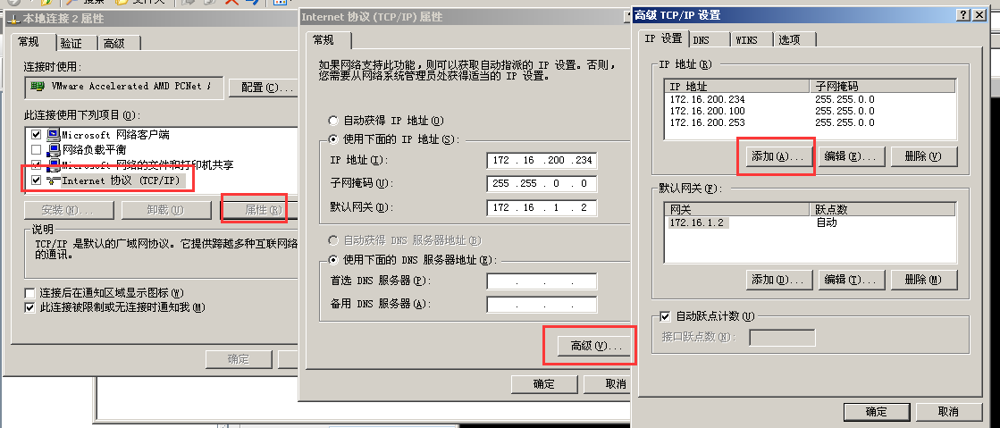 搜索
文件夹
本地连接 2 属性
常规
验证
高级
连接时使用:
VMware Accelerated AMD PCNet
配置(C)...
此连接使用下列项目(O):
Microsoft 网络客户端
网络负载平衡
Microsoft 网络的文件和打印机共享
Internet 协议 (TCP/IP)
安装(N)...
卸载(U)
属性(R)
说明
TCP/IP 是默认的广域网协议。它提供跨越多种互联网络
的通讯。
连接后在通知区域显示图标(W)
此连接被限制或无连接时通知我(M)
确定
Internet 协议 (TCP/IP) 属性
常规
如果网络支持此功能，则可以获取自动指派的 IP 设置。否则，
您需要从网络系统管理员处获得适当的 IP 设置。
自动获得 IP 地址(O)
使用下面的 IP 地址(S):
IP 地址(I):
172 . 16 .200 .234
子网掩码(U):
255 .255 . 0 . 0
默认网关(D):
172 . 16 . 1 . 2
自动获得 DNS 服务器地址(B)
使用下面的 DNS 服务器地址(E):
首选 DNS 服务器(P):
. . .
备用 DNS 服务器(A):
. . .
高级(V)...
确定
取消
高级 TCP/IP 设置
IP 设置
DNS
WINS
选项
IP 地址(R)
IP 地址
子网掩码
172.16.200.234
255.255.0.0
172.16.200.100
255.255.0.0
172.16.200.253
255.255.0.0
添加(A)...
编辑(E)...
删除(V)
默认网关(F):
网关
跃点数
172.16.1.2
自动
添加(D)...
编辑(T)...
删除(M)
自动跃点计数(U)
接口跃点数(N):
确定
取消